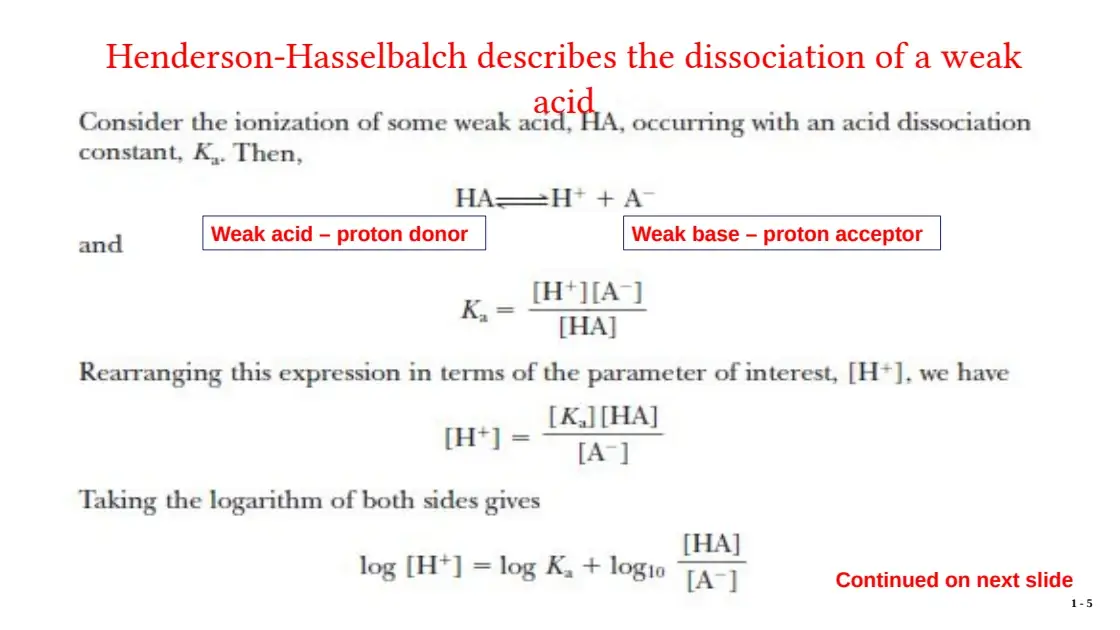 Henderson-Hasselbalch describes the dissociation of a weak
acid
Consider the ionization of some weak acid, HA, occurring with an acid dissociation
constant, Kₐ. Then,
HA⇌H⁺ + A⁻
Weak acid – proton donor
Weak base – proton acceptor
and
Kₐ = [H⁺][A⁻] / [HA]
Rearranging this expression in terms of the parameter of interest, [H⁺], we have
[H⁺] = [Kₐ][HA] / [A⁻]
Taking the logarithm of both sides gives
log [H⁺] = log Kₐ + log₁₀ [HA] / [A⁻]
Continued on next slide
1 - 5